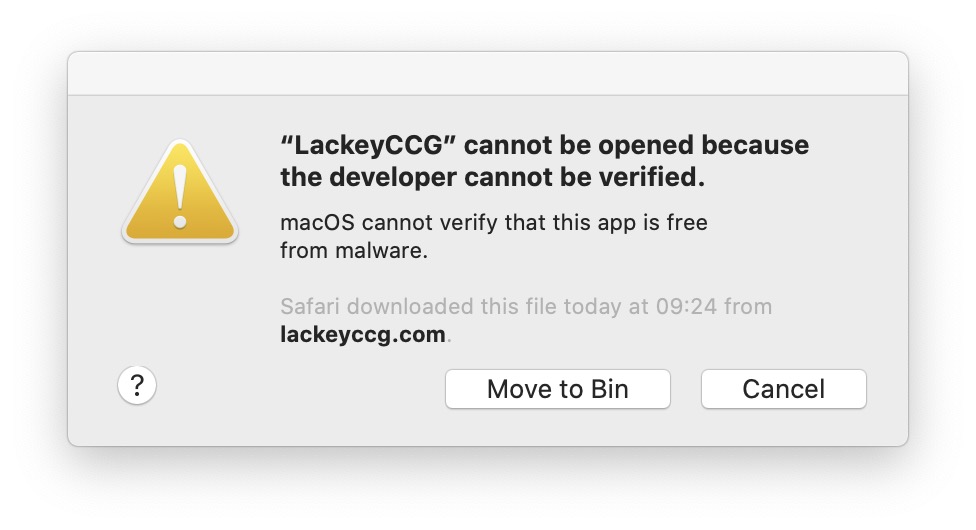 “LackeyCCG” cannot be opened because
the developer cannot be verified.
macOS cannot verify that this app is free
from malware.
Safari downloaded this file today at 09:24 from
lackeyccg.com.
?
Move to Bin
Cancel